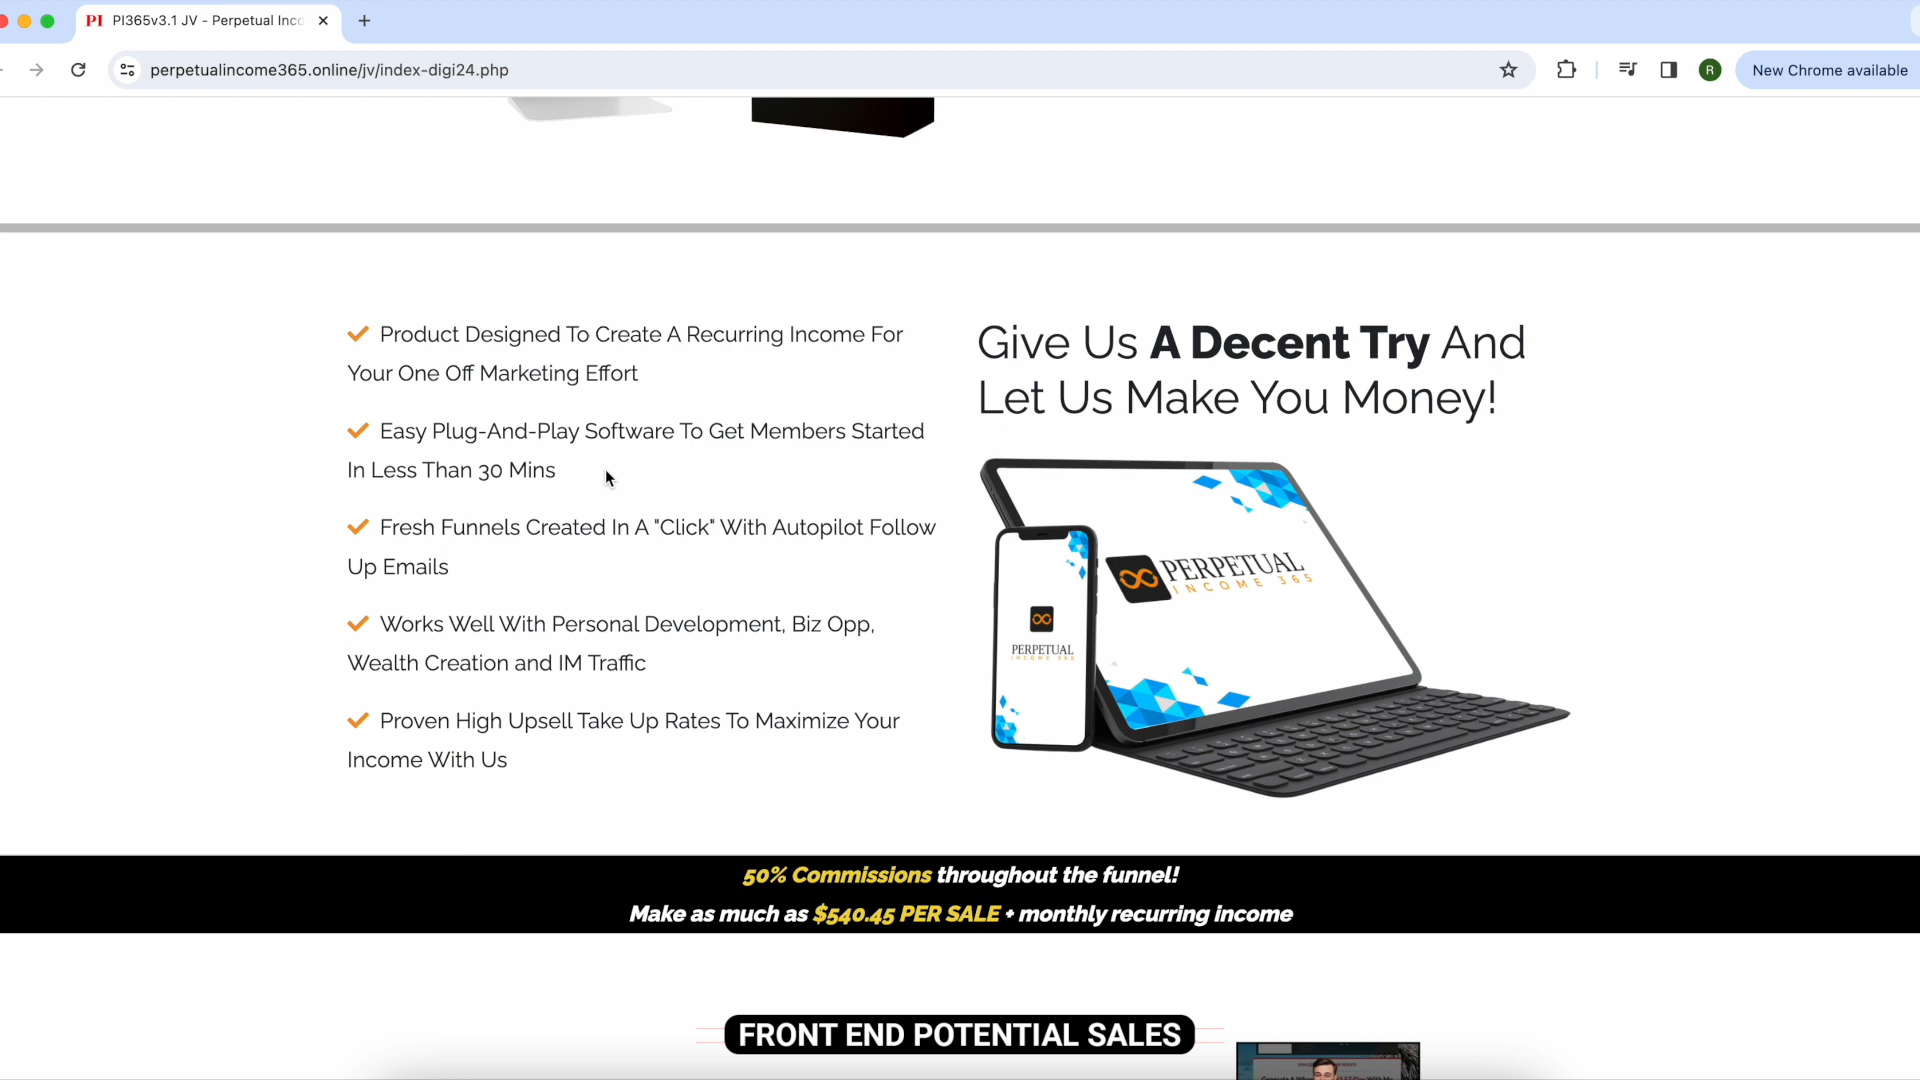 PI PI365v3.1 JV - Perpetual Inco
perpetualincome365.online/jv/index-digi24.php
R
New Chrome available
Product Designed To Create A Recurring Income For
Your One Off Marketing Effort
Easy Plug-And-Play Software To Get Members Started
In Less Than 30 Mins
Fresh Funnels Created In A "Click" With Autopilot Follow
Up Emails
Works Well With Personal Development, Biz Opp,
Wealth Creation and IM Traffic
Proven High Upsell Take Up Rates To Maximize Your
Income With Us
Give Us A Decent Try And
Let Us Make You Money!
PERPETUAL
INCOME 365
PERPETUAL
INCOME 365
50% Commissions throughout the funnel!
Make as much as $540.45 PER SALE + monthly recurring income
FRONT END POTENTIAL SALES